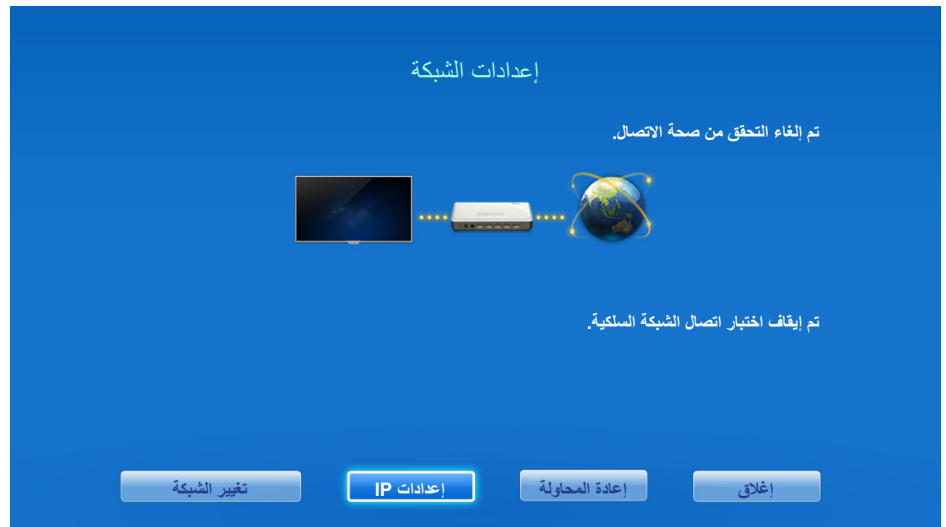 إعدادات الشبكة
تم إلغاء التحقق من صحة الاتصال.
SAMSUNG
تم إيقاف اختبار اتصال الشبكة السلكية.
إغلاق
إعادة المحاولة
إعدادات IP
تغيير الشبكة